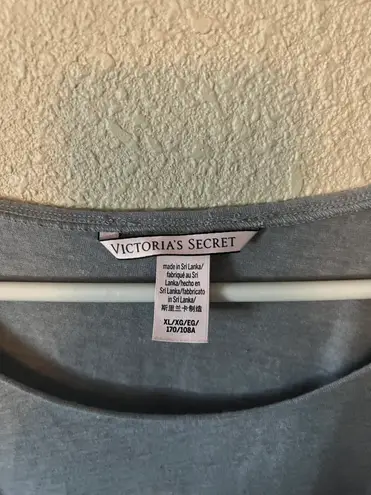 VICTORIA'S SECRET
made in Sri Lanka/
fabriqué au Sri
Lanka/hecho en
Sri Lanka/fabbricato
in Sri Lanka/
斯里兰卡制造
XL/XG/EG/
170/108A